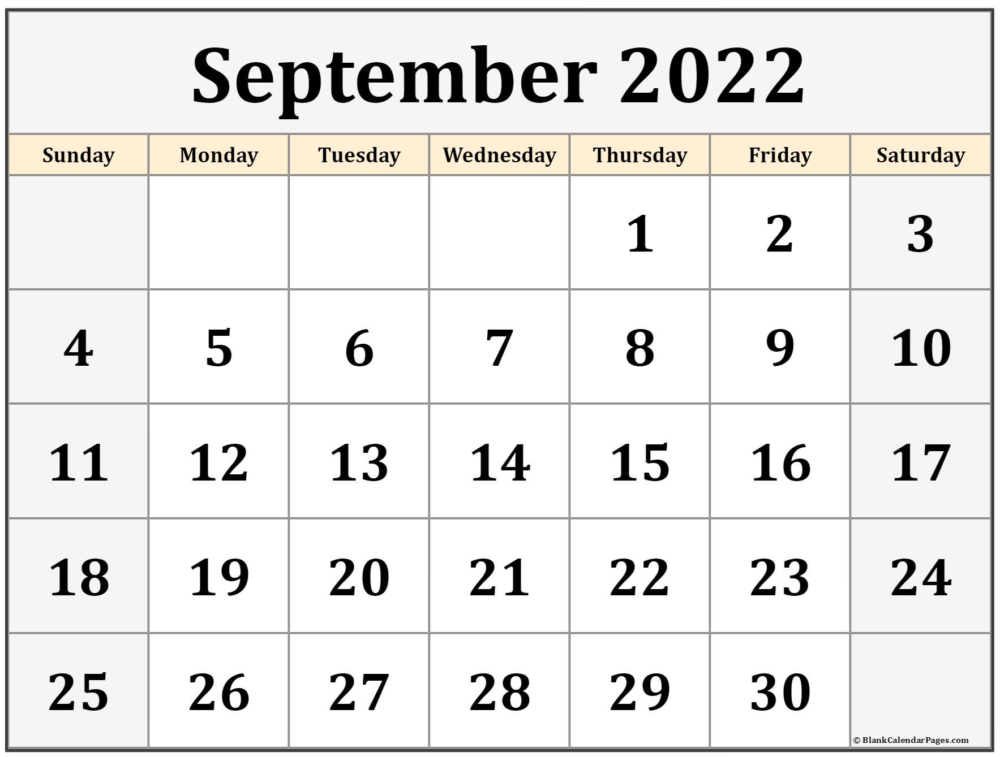 September 2022
Sunday Monday Tuesday Wednesday Thursday Friday Saturday
1 2 3
4 5 6 7 8 9 10
11 12 13 14 15 16 17
18 19 20 21 22 23 24
25 26 27 28 29 30
© BlankCalendarPages.com